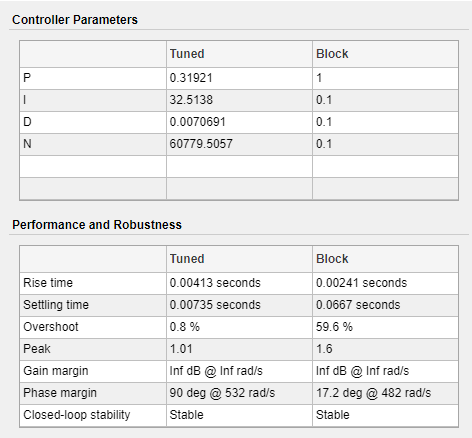 Controller Parameters
Tuned Block
P 0.31921 1
I 32.5138 0.1
D 0.0070691 0.1
N 60779.5057 0.1
Performance and Robustness
Tuned Block
Rise time 0.00413 seconds 0.00241 seconds
Settling time 0.00735 seconds 0.0667 seconds
Overshoot 0.8 % 59.6 %
Peak 1.01 1.6
Gain margin Inf dB @ Inf rad/s Inf dB @ Inf rad/s
Phase margin 90 deg @ 532 rad/s 17.2 deg @ 482 rad/s
Closed-loop stability Stable Stable